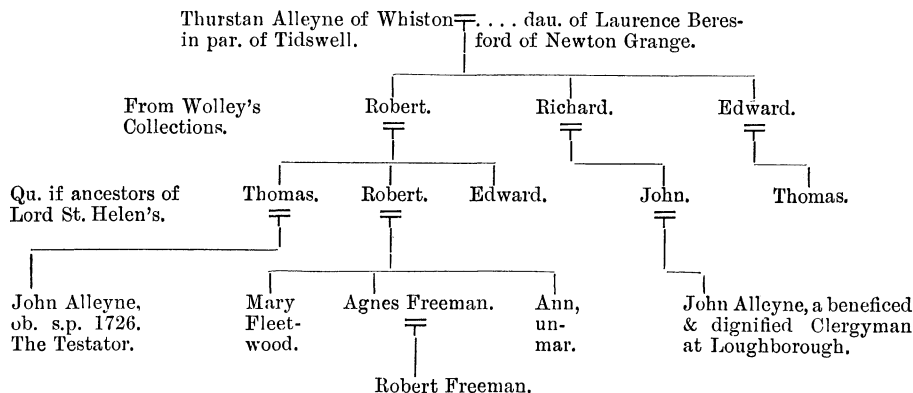 Thurstan Alleyne of Whiston . . . . dau. of Laurence Beres-
in par. of Tidswell. ford of Newton Grange.
From Wolley's
Collections.
Robert. Richard. Edward.
Qu. if ancestors of
Lord St. Helen's.
Thomas. Robert. Edward. John. Thomas.
John Alleyne,
ob. s.p. 1726.
The Testator.
Mary
Fleet-
wood.
Agnes Freeman.
Ann,
un-
mar.
John Alleyne, a beneficed
& dignified Clergyman
at Loughborough.
Robert Freeman.